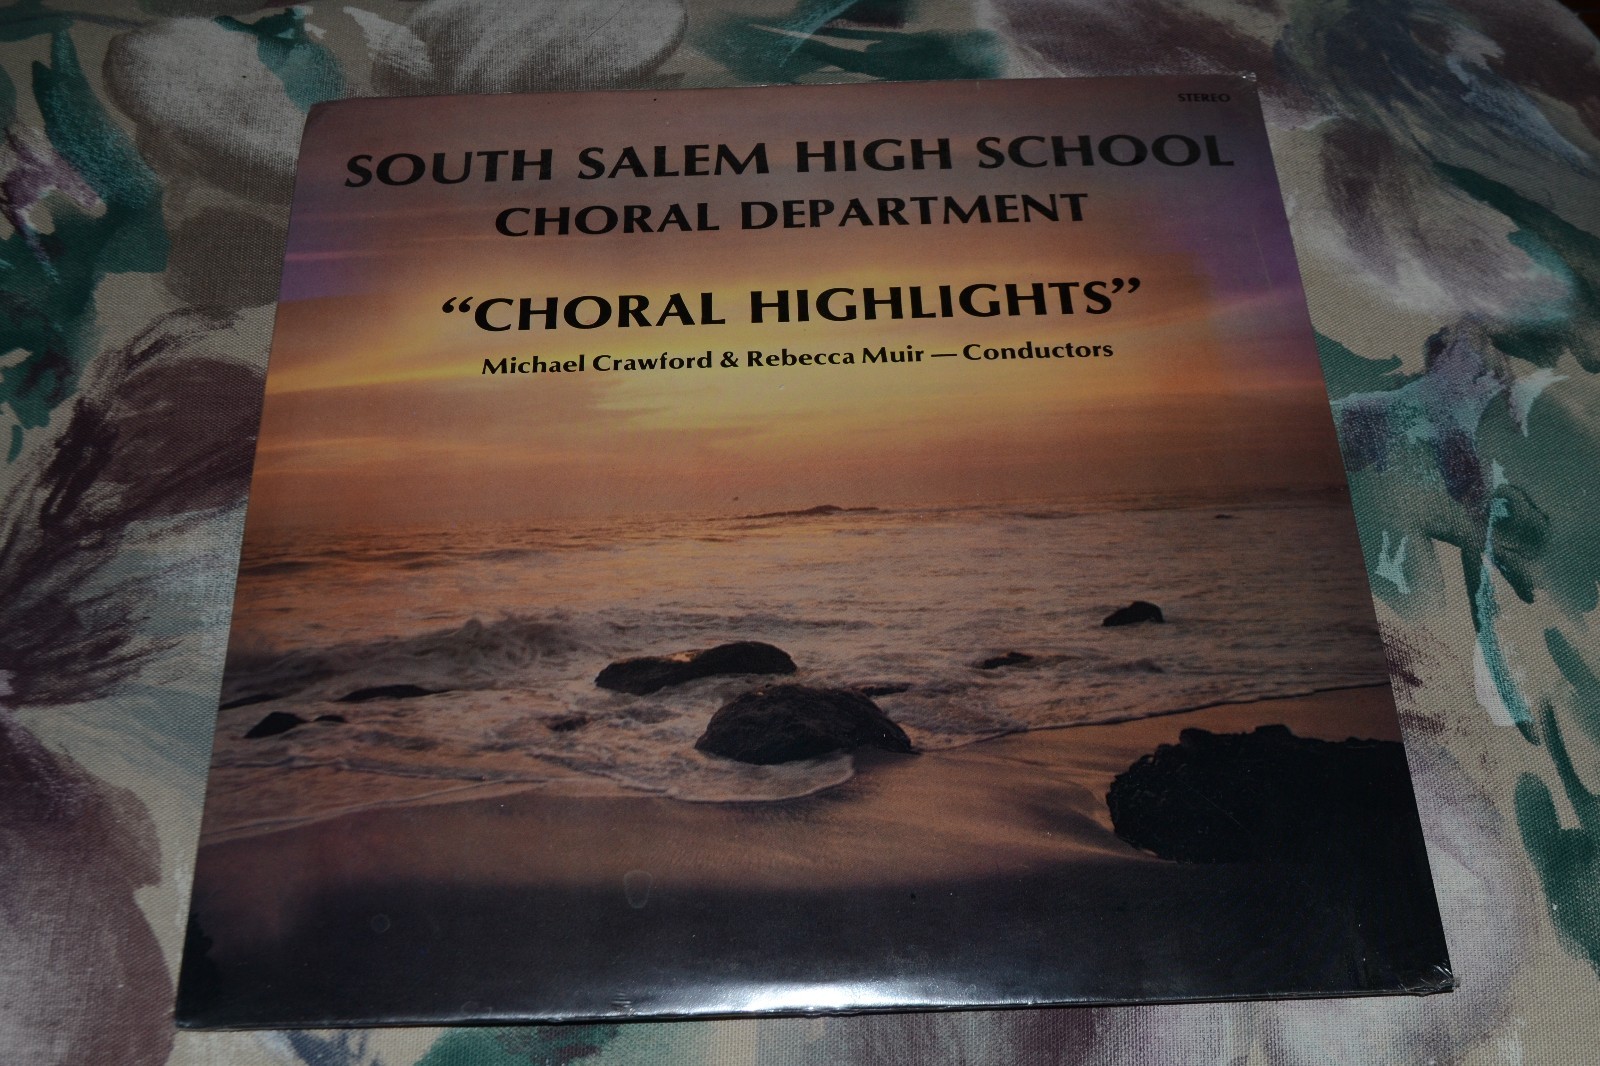 STEREO
SOUTH SALEM HIGH SCHOOL
CHORAL DEPARTMENT
“CHORAL HIGHLIGHTS”
Michael Crawford & Rebecca Muir — Conductors